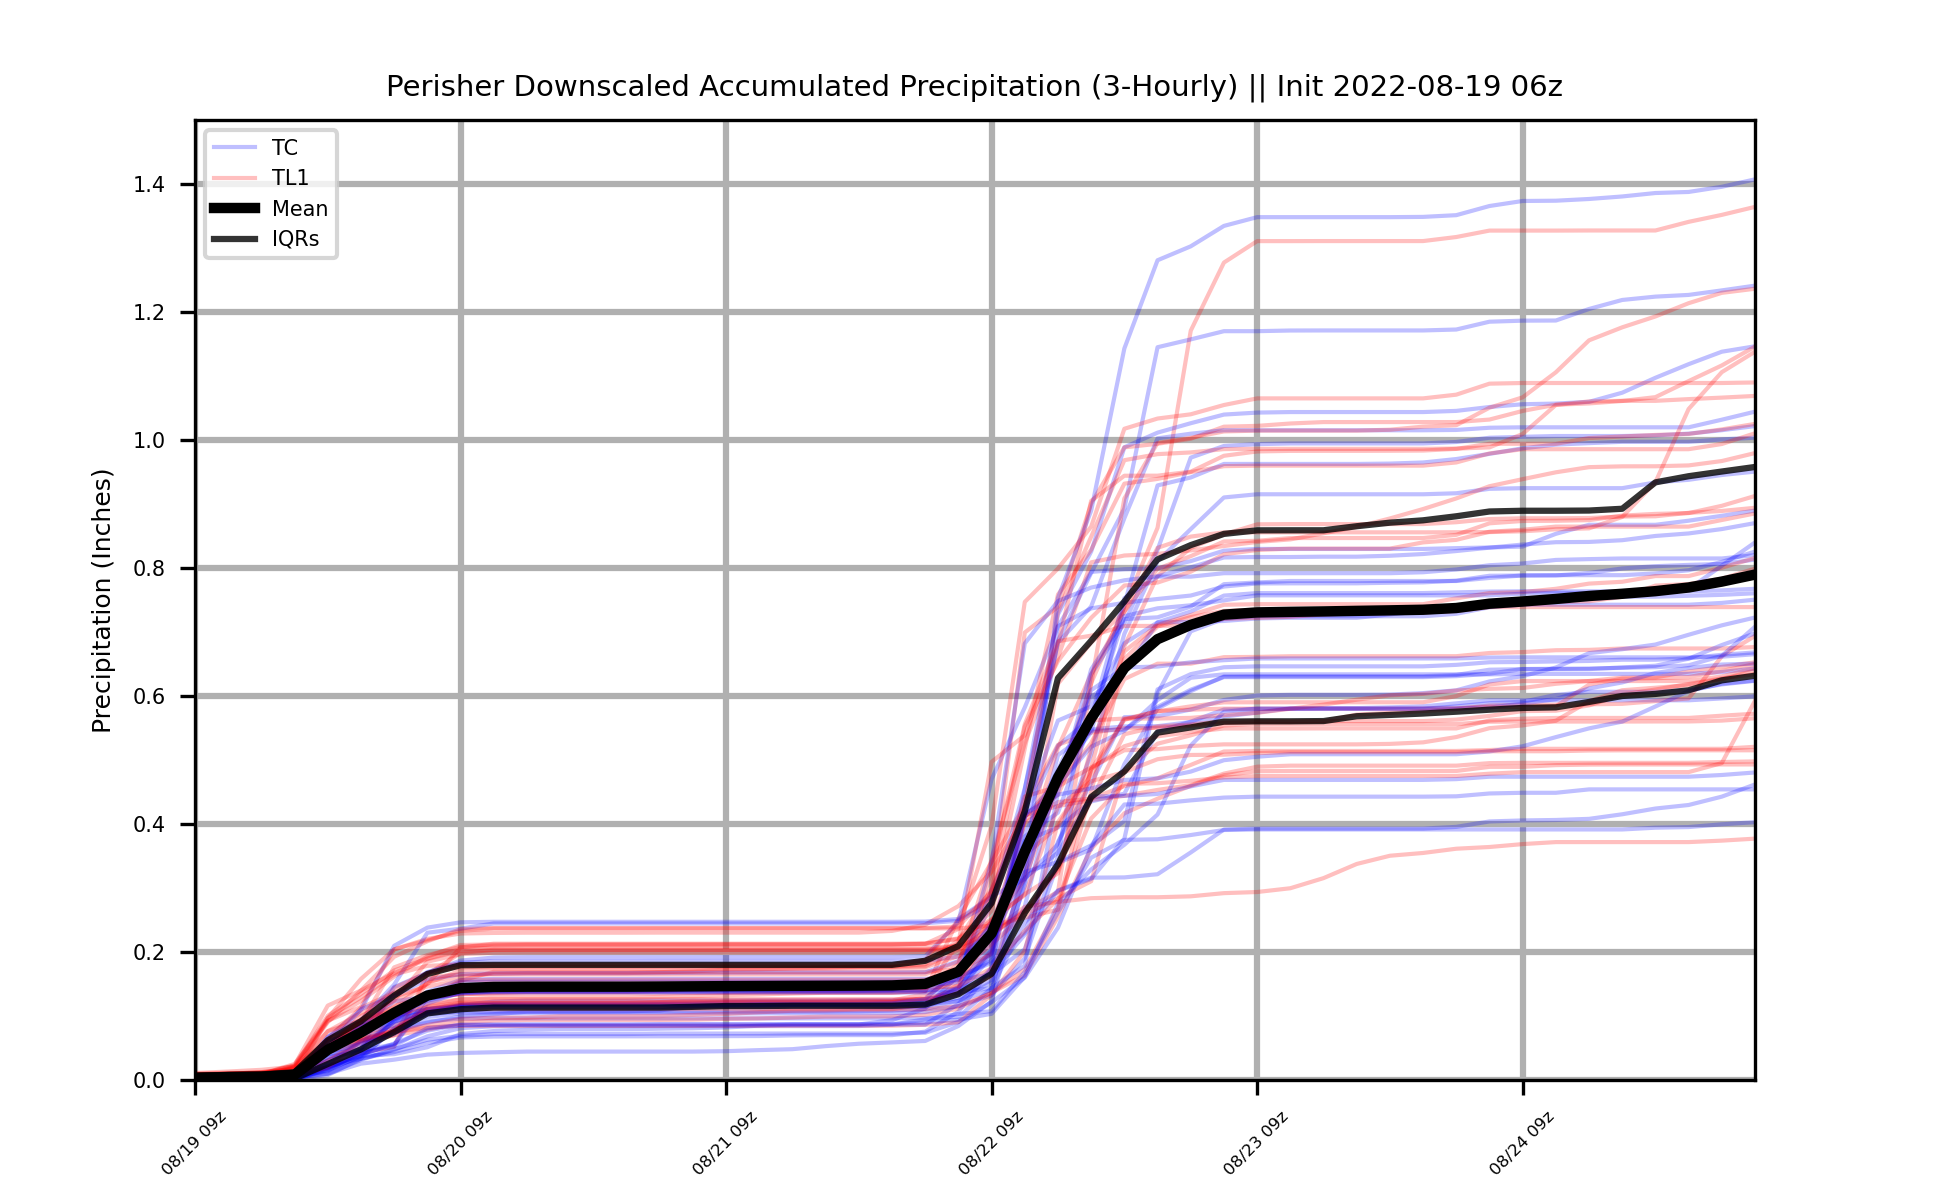 Perisher Downscaled Accumulated Precipitation (3-Hourly) || Init 2022-08-19 06z
TC
TL1
Mean
IQRs
Precipitation (Inches)
1.4
1.2
1.0
0.8
0.6
0.4
0.2
0.0
08/19 09z
08/20 09z
08/21 09z
08/22 09z
08/23 09z
08/24 09z